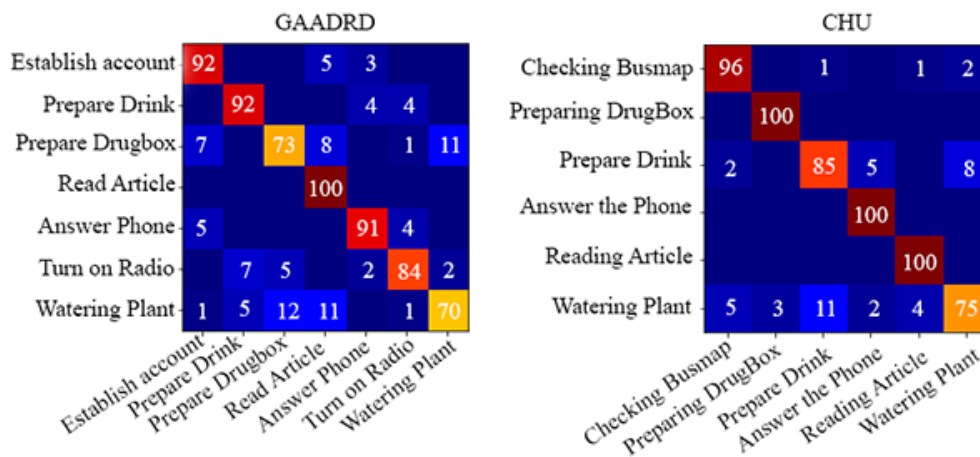 GAADRD
Establish account 92 5 3
Prepare Drink 92 4 4
Prepare Drugbox 7 73 8 1 11
Read Article 100
Answer Phone 5 91 4
Turn on Radio 7 5 2 84 2
Watering Plant 1 5 12 11 1 70
Establish account
Prepare Drink
Prepare Drugbox
Read Article
Answer Phone
Turn on Radio
Watering Plant
CHU
Checking Busmap 96 1 1 2
Preparing DrugBox 100
Prepare Drink 2 85 5 8
Answer the Phone 100
Reading Article 100
Watering Plant 5 3 11 2 4 75
Checking Busmap
Preparing DrugBox
Prepare Drink
Answer the Phone
Reading Article
Watering Plant